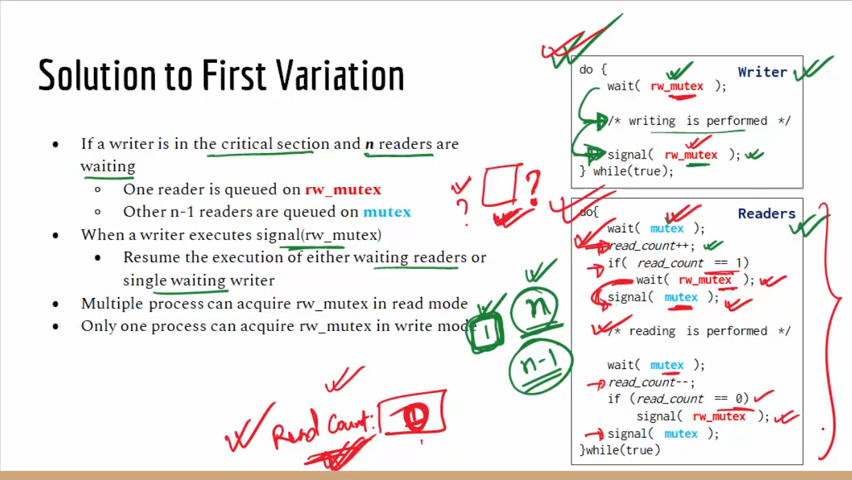 Solution to First Variation
If a writer is in the critical section and n readers are
waiting
One reader is queued on rw_mutex
Other n-1 readers are queued on mutex
When a writer executes signal(rw_mutex)
Resume the execution of either waiting readers or
single waiting writer
Multiple process can acquire rw_mutex in read mode
Only one process can acquire rw_mutex in write mod
Read Count:
1
n
n-1
?
?
do {
Writer
wait( rw_mutex );
/* writing is performed */
signal( rw_mutex );
} while(true);
do{
Readers
wait( mutex );
read_count++;
if( read_count == 1)
wait( rw_mutex );
signal( mutex );
/* reading is performed */
wait( mutex );
read_count--;
if (read_count == 0)
signal( rw_mutex );
signal( mutex );
}while(true)